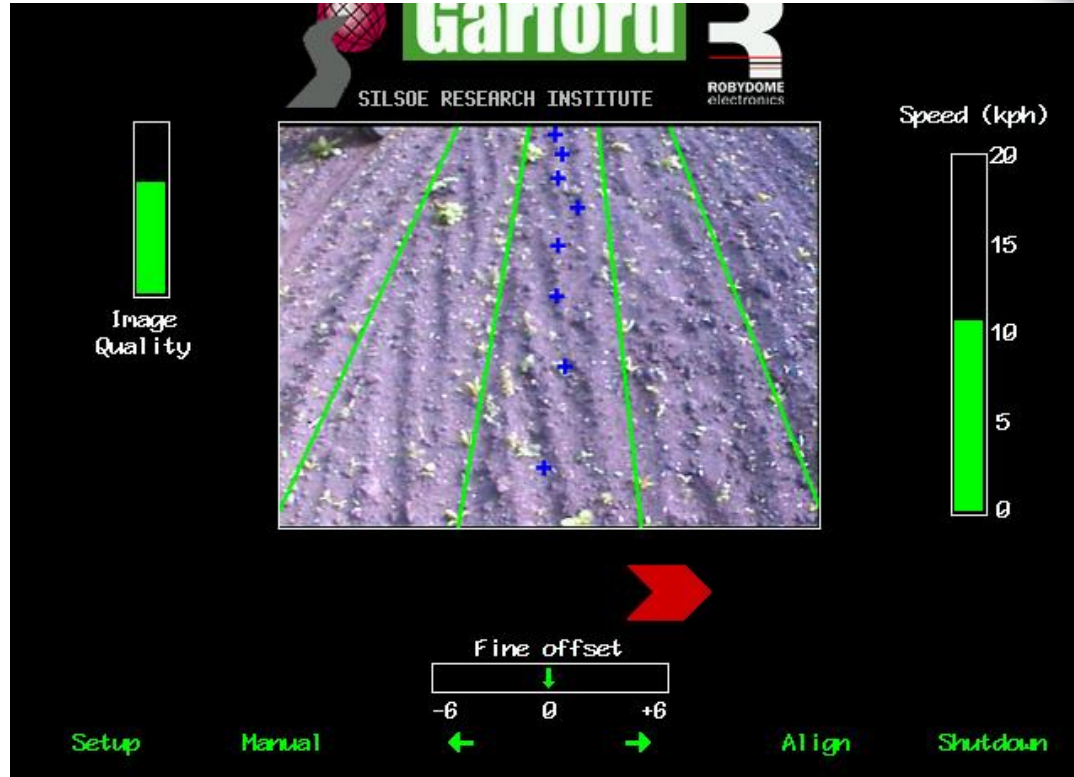 Garford
ROBYDOME
electronics
SILSOE RESEARCH INSTITUTE
Speed (kph)
20
15
10
5
0
Image
Quality
Fine offset
-6 0 +6
Setup Manual ← → Align Shutdown